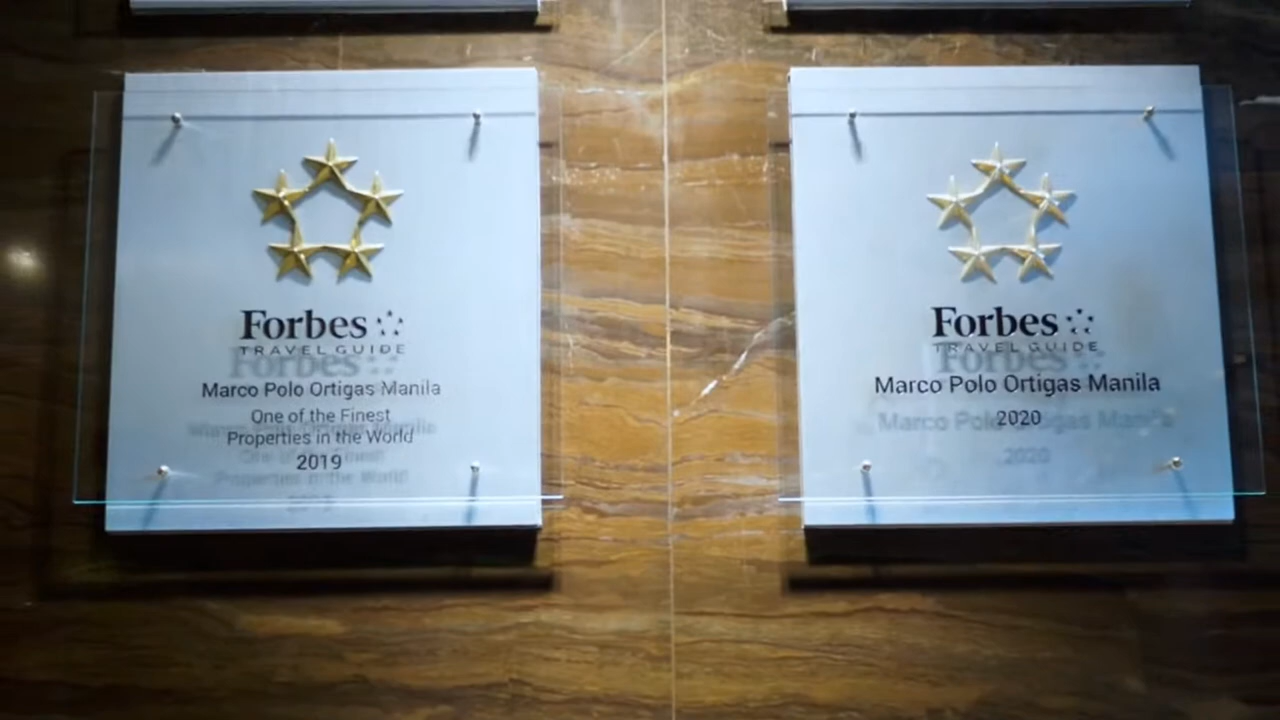 Forbes
TRAVEL GUIDE
Marco Polo Ortigas Manila
One of the Finest
Properties in the World
2019
Forbes
TRAVEL GUIDE
Marco Polo Ortigas Manila
2020